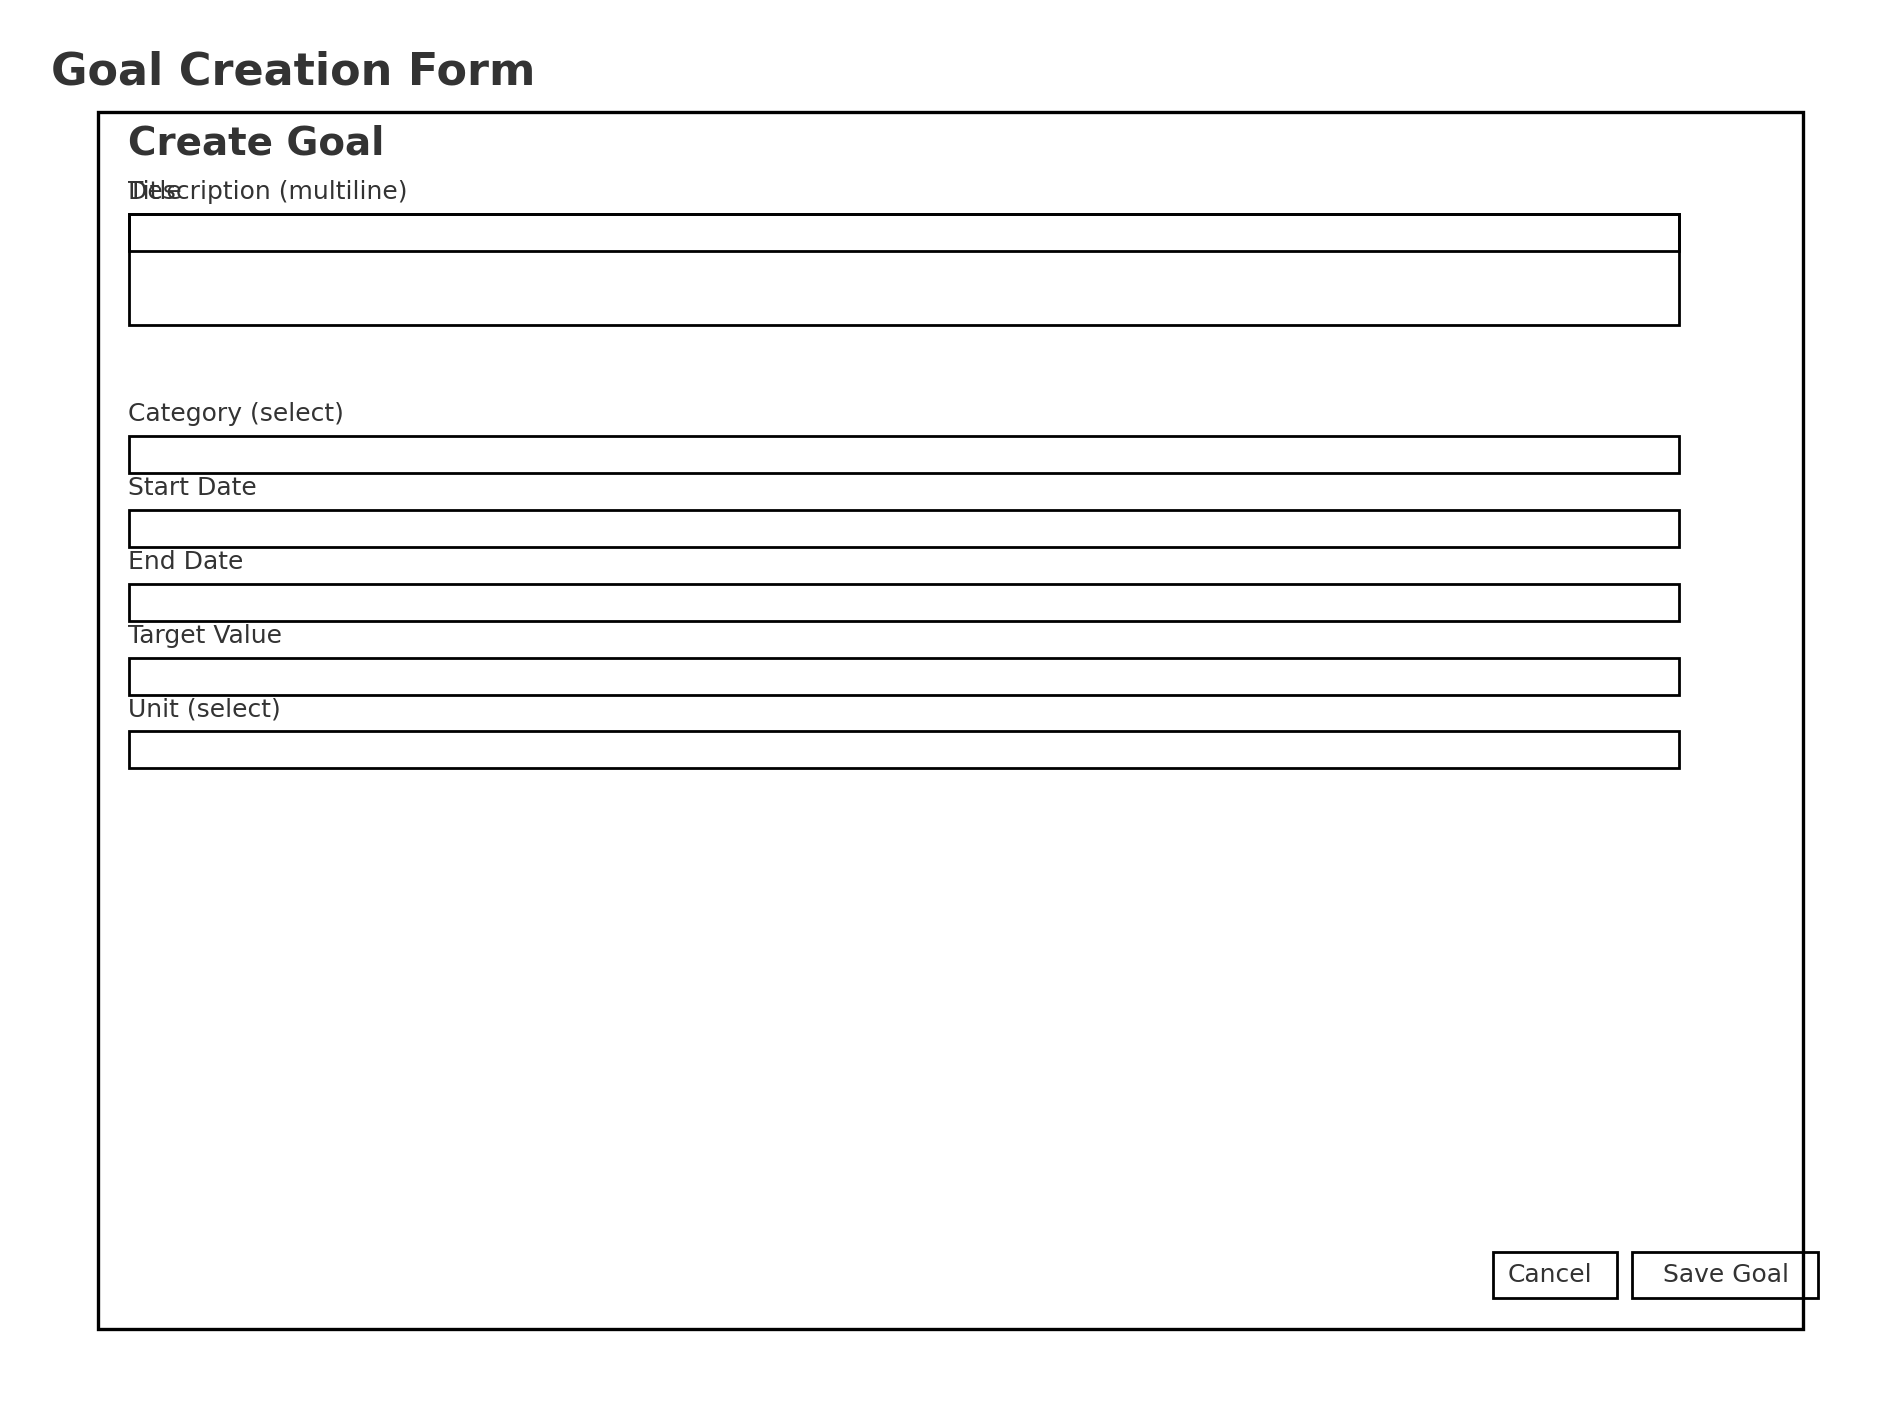 Goal Creation Form
Create Goal
Title
Description (multiline)
Category (select)
Start Date
End Date
Target Value
Unit (select)
Cancel
Save Goal